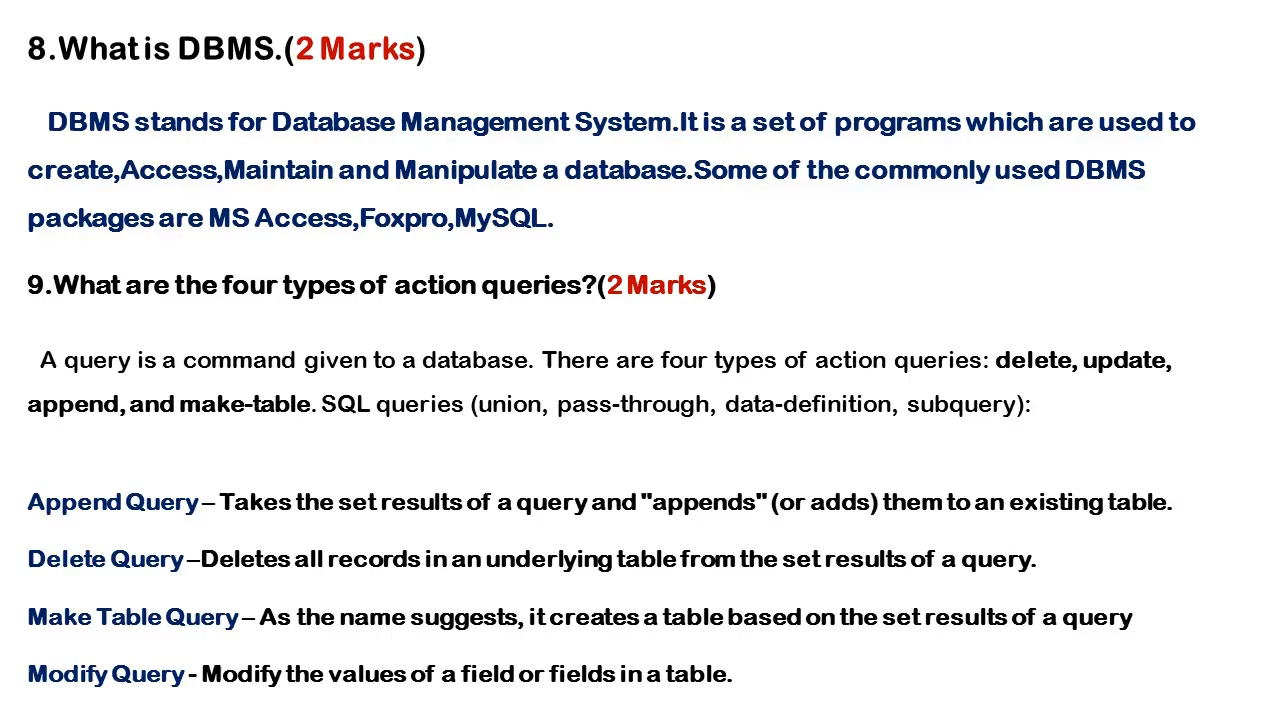 8.What is DBMS.(2 Marks)
DBMS stands for Database Management System.It is a set of programs which are used to
create,Access,Maintain and Manipulate a database.Some of the commonly used DBMS
packages are MS Access,Foxpro,MySQL.
9.What are the four types of action queries?(2 Marks)
A query is a command given to a database. There are four types of action queries: delete, update,
append, and make-table. SQL queries (union, pass-through, data-definition, subquery):
Append Query – Takes the set results of a query and "appends" (or adds) them to an existing table.
Delete Query –Deletes all records in an underlying table from the set results of a query.
Make Table Query – As the name suggests, it creates a table based on the set results of a query
Modify Query - Modify the values of a field or fields in a table.